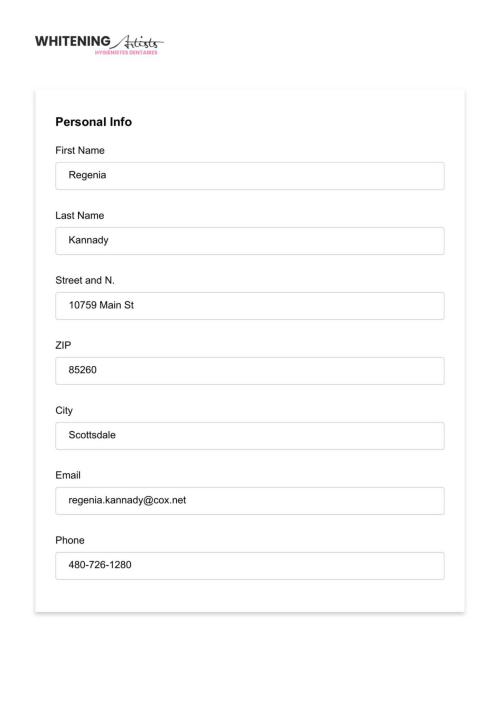 WHITENING Artists
HYGIÉNISTES DENTAIRES
Personal Info
First Name
Regenia
Last Name
Kannady
Street and N.
10759 Main St
ZIP
85260
City
Scottsdale
Email
regenia.kannady@cox.net
Phone
480-726-1280